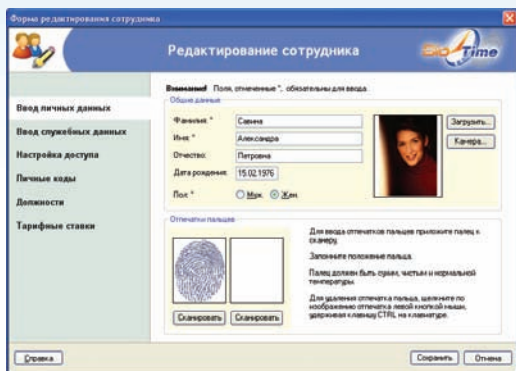 Форма редактирования сотрудника
Редактирование сотрудника
BioTime
Внимание! Поля, отмеченные *, обязательны для ввода.
Ввод личных данных
Ввод служебных данных
Настройка доступа
Личные коды
Должности
Тарифные ставки
Общие данные
Фамилия: * Савина
Имя: * Александра
Отчество: Петровна
Дата рождения: 15.02.1976
Пол: * Муж. Жен.
Загрузить...
Камера...
Отпечатки пальцев
Сканировать Сканировать
Для ввода отпечатков пальцев приложите палец к
сканеру.
Запомните положение пальца.
Палец должен быть сухим, чистым и нормальной
температуры.
Для удаления отпечатка пальца, щелкните по
изображению отпечатка левой кнопкой мыши,
удерживая клавишу CTRL на клавиатуре.
Справка Сохранить Отмена